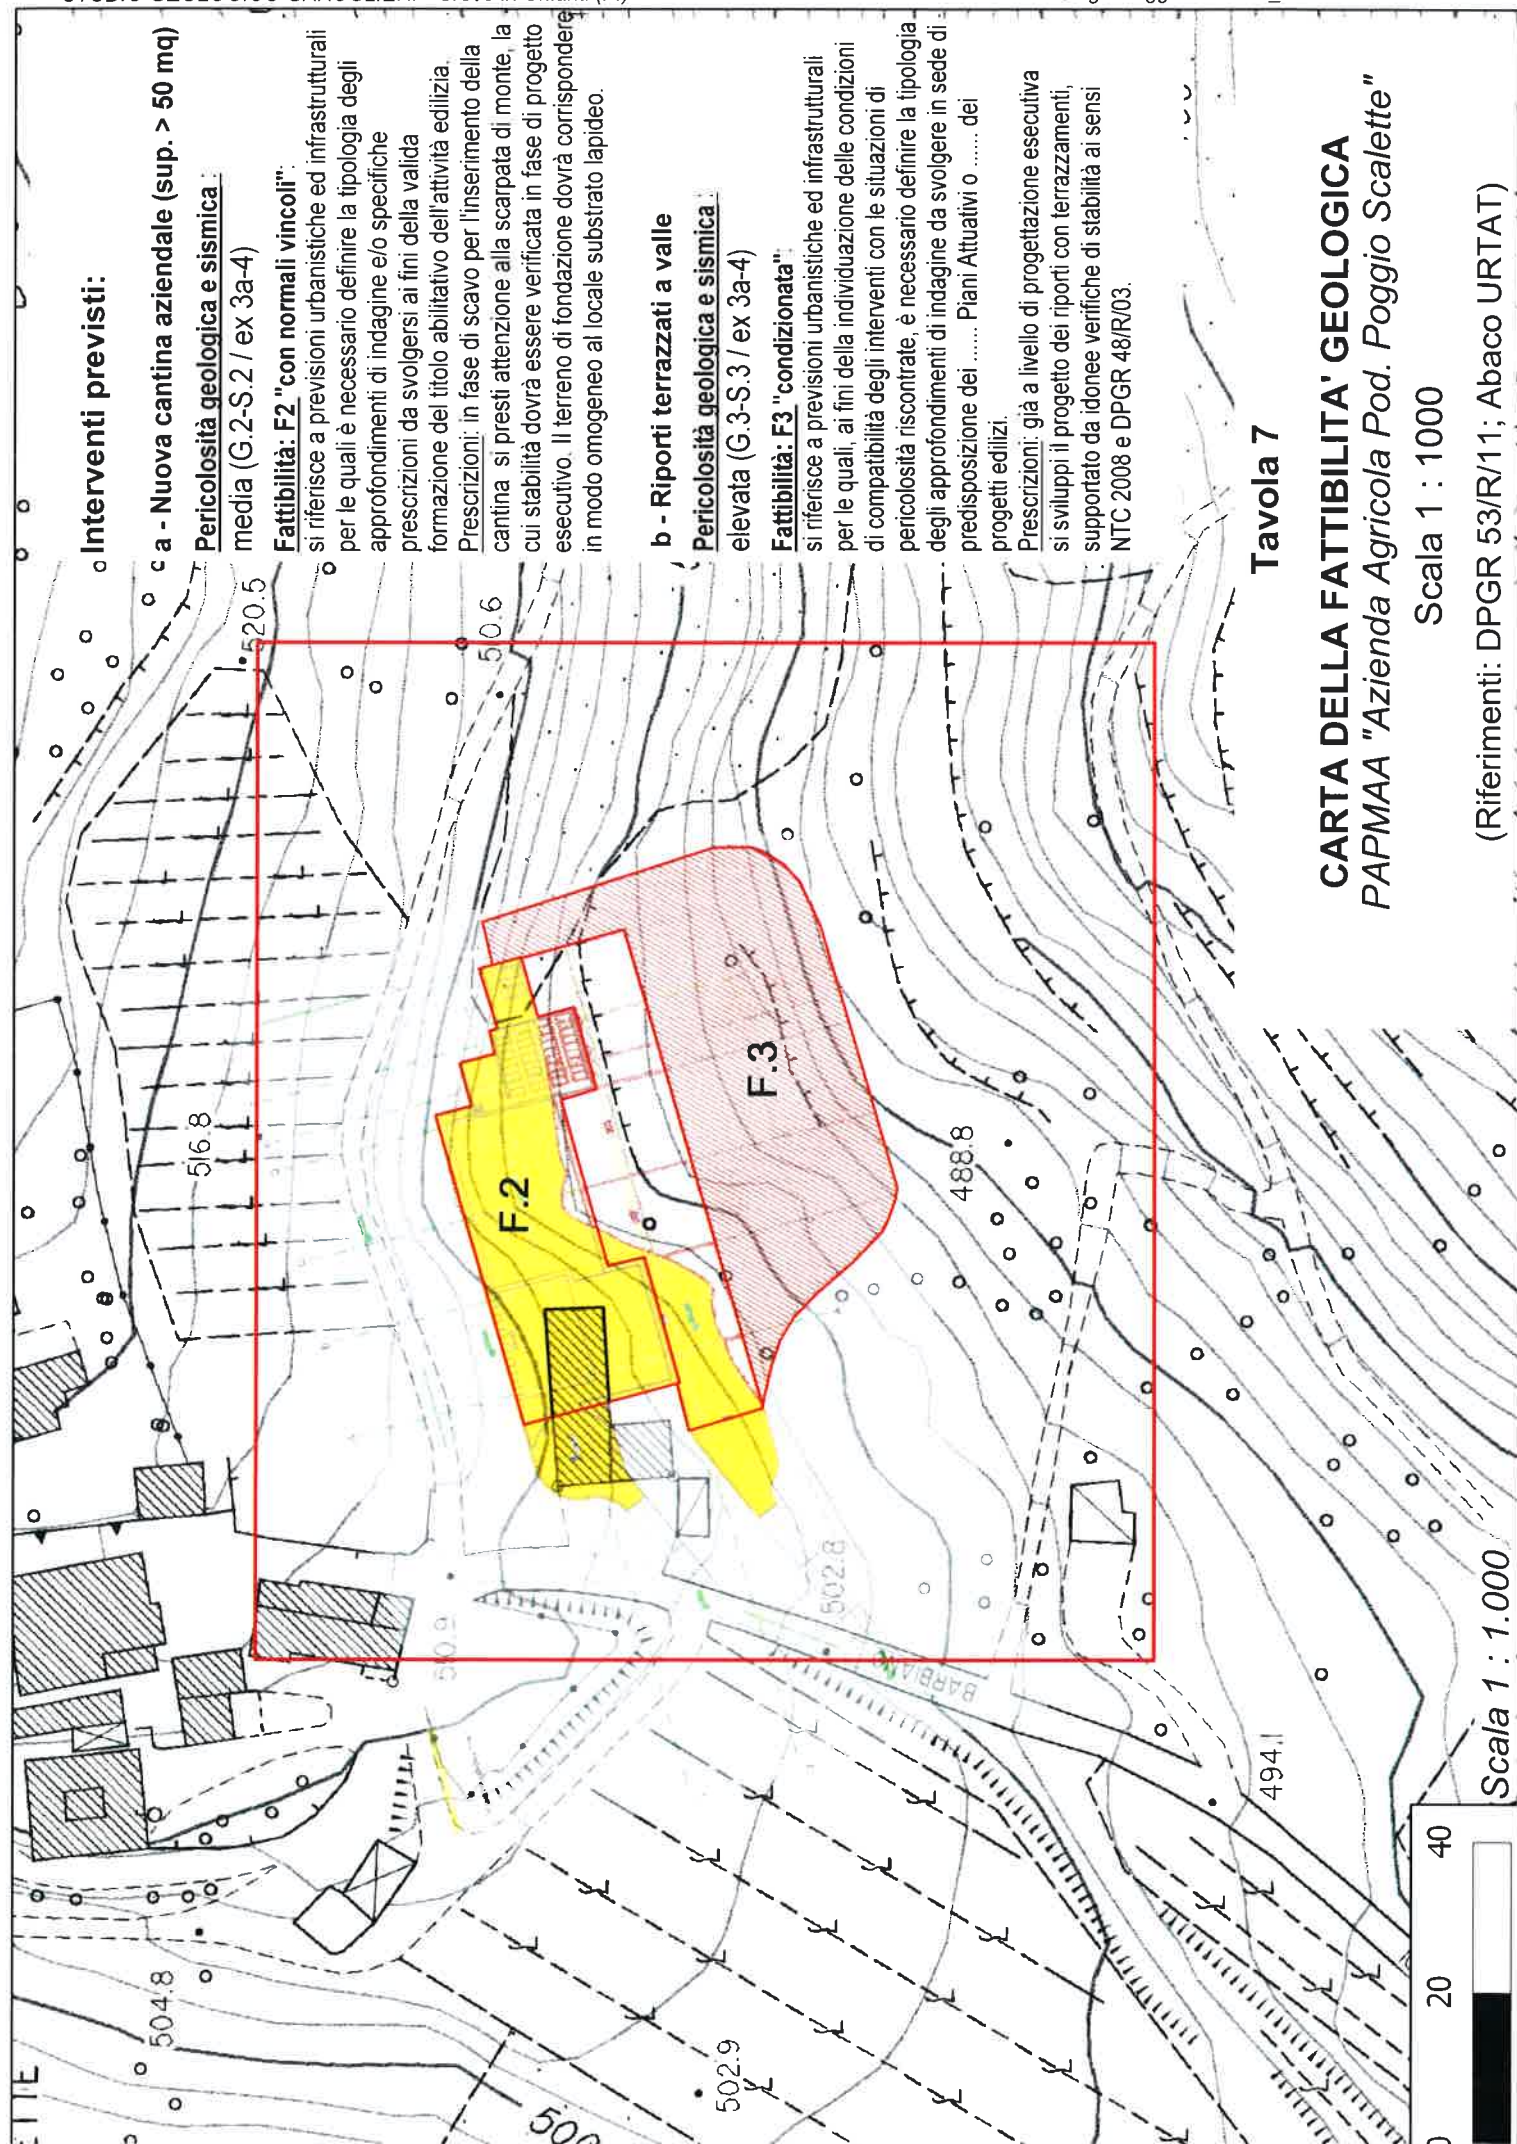 Interventi previsti:
a - Nuova cantina aziendale (sup. > 50 mq)
Pericolosità geologica e sismica :
media (G.2-S.2 / ex 3a-4)
Fattibilità: F2 "con normali vincoli":
si riferisce a previsioni urbanistiche ed infrastrutturali
per le quali è necessario definire la tipologia degli
approfondimenti di indagine e/o specifiche
prescrizioni da svolgersi ai fini della valida
formazione del titolo abilitativo dell'attività edilizia.
Prescrizioni: in fase di scavo per l'inserimento della
cantina si presti attenzione alla scarpata di monte, la
cui stabilità dovrà essere verificata in fase di progetto
esecutivo. Il terreno di fondazione dovrà corrispondere
in modo omogeneo al locale substrato lapideo.
b - Riporti terrazzati a valle
Pericolosità geologica e sismica :
elevata (G.3-S.3 / ex 3a-4)
Fattibilità: F3 "condizionata":
si riferisce a previsioni urbanistiche ed infrastrutturali
per le quali, ai fini della individuazione delle condizioni
di compatibilità degli interventi con le situazioni di
pericolosità riscontrate, è necessario definire la tipologia
degli approfondimenti di indagine da svolgere in sede di
predisposizione dei ...... Piani Attuativi o ...... dei
progetti edilizi.
Prescrizioni: già a livello di progettazione esecutiva
si sviluppi il progetto dei riporti con terrazzamenti,
supportato da idonee verifiche di stabilità ai sensi
NTC 2008 e DPGR 48/R/03.
Tavola 7
CARTA DELLA FATTIBILITA' GEOLOGICA
PAPMAA "Azienda Agricola Pod. Poggio Scalette"
Scala 1 : 1000
(Riferimenti: DPGR 53/R/11; Abaco URTAT)
520.5
510.6
516.8
F.2
F.3
488.8
510.9
502.8
BARBIANO
494.1
504.8
502.9
500
Scala 1 : 1.000
20
40